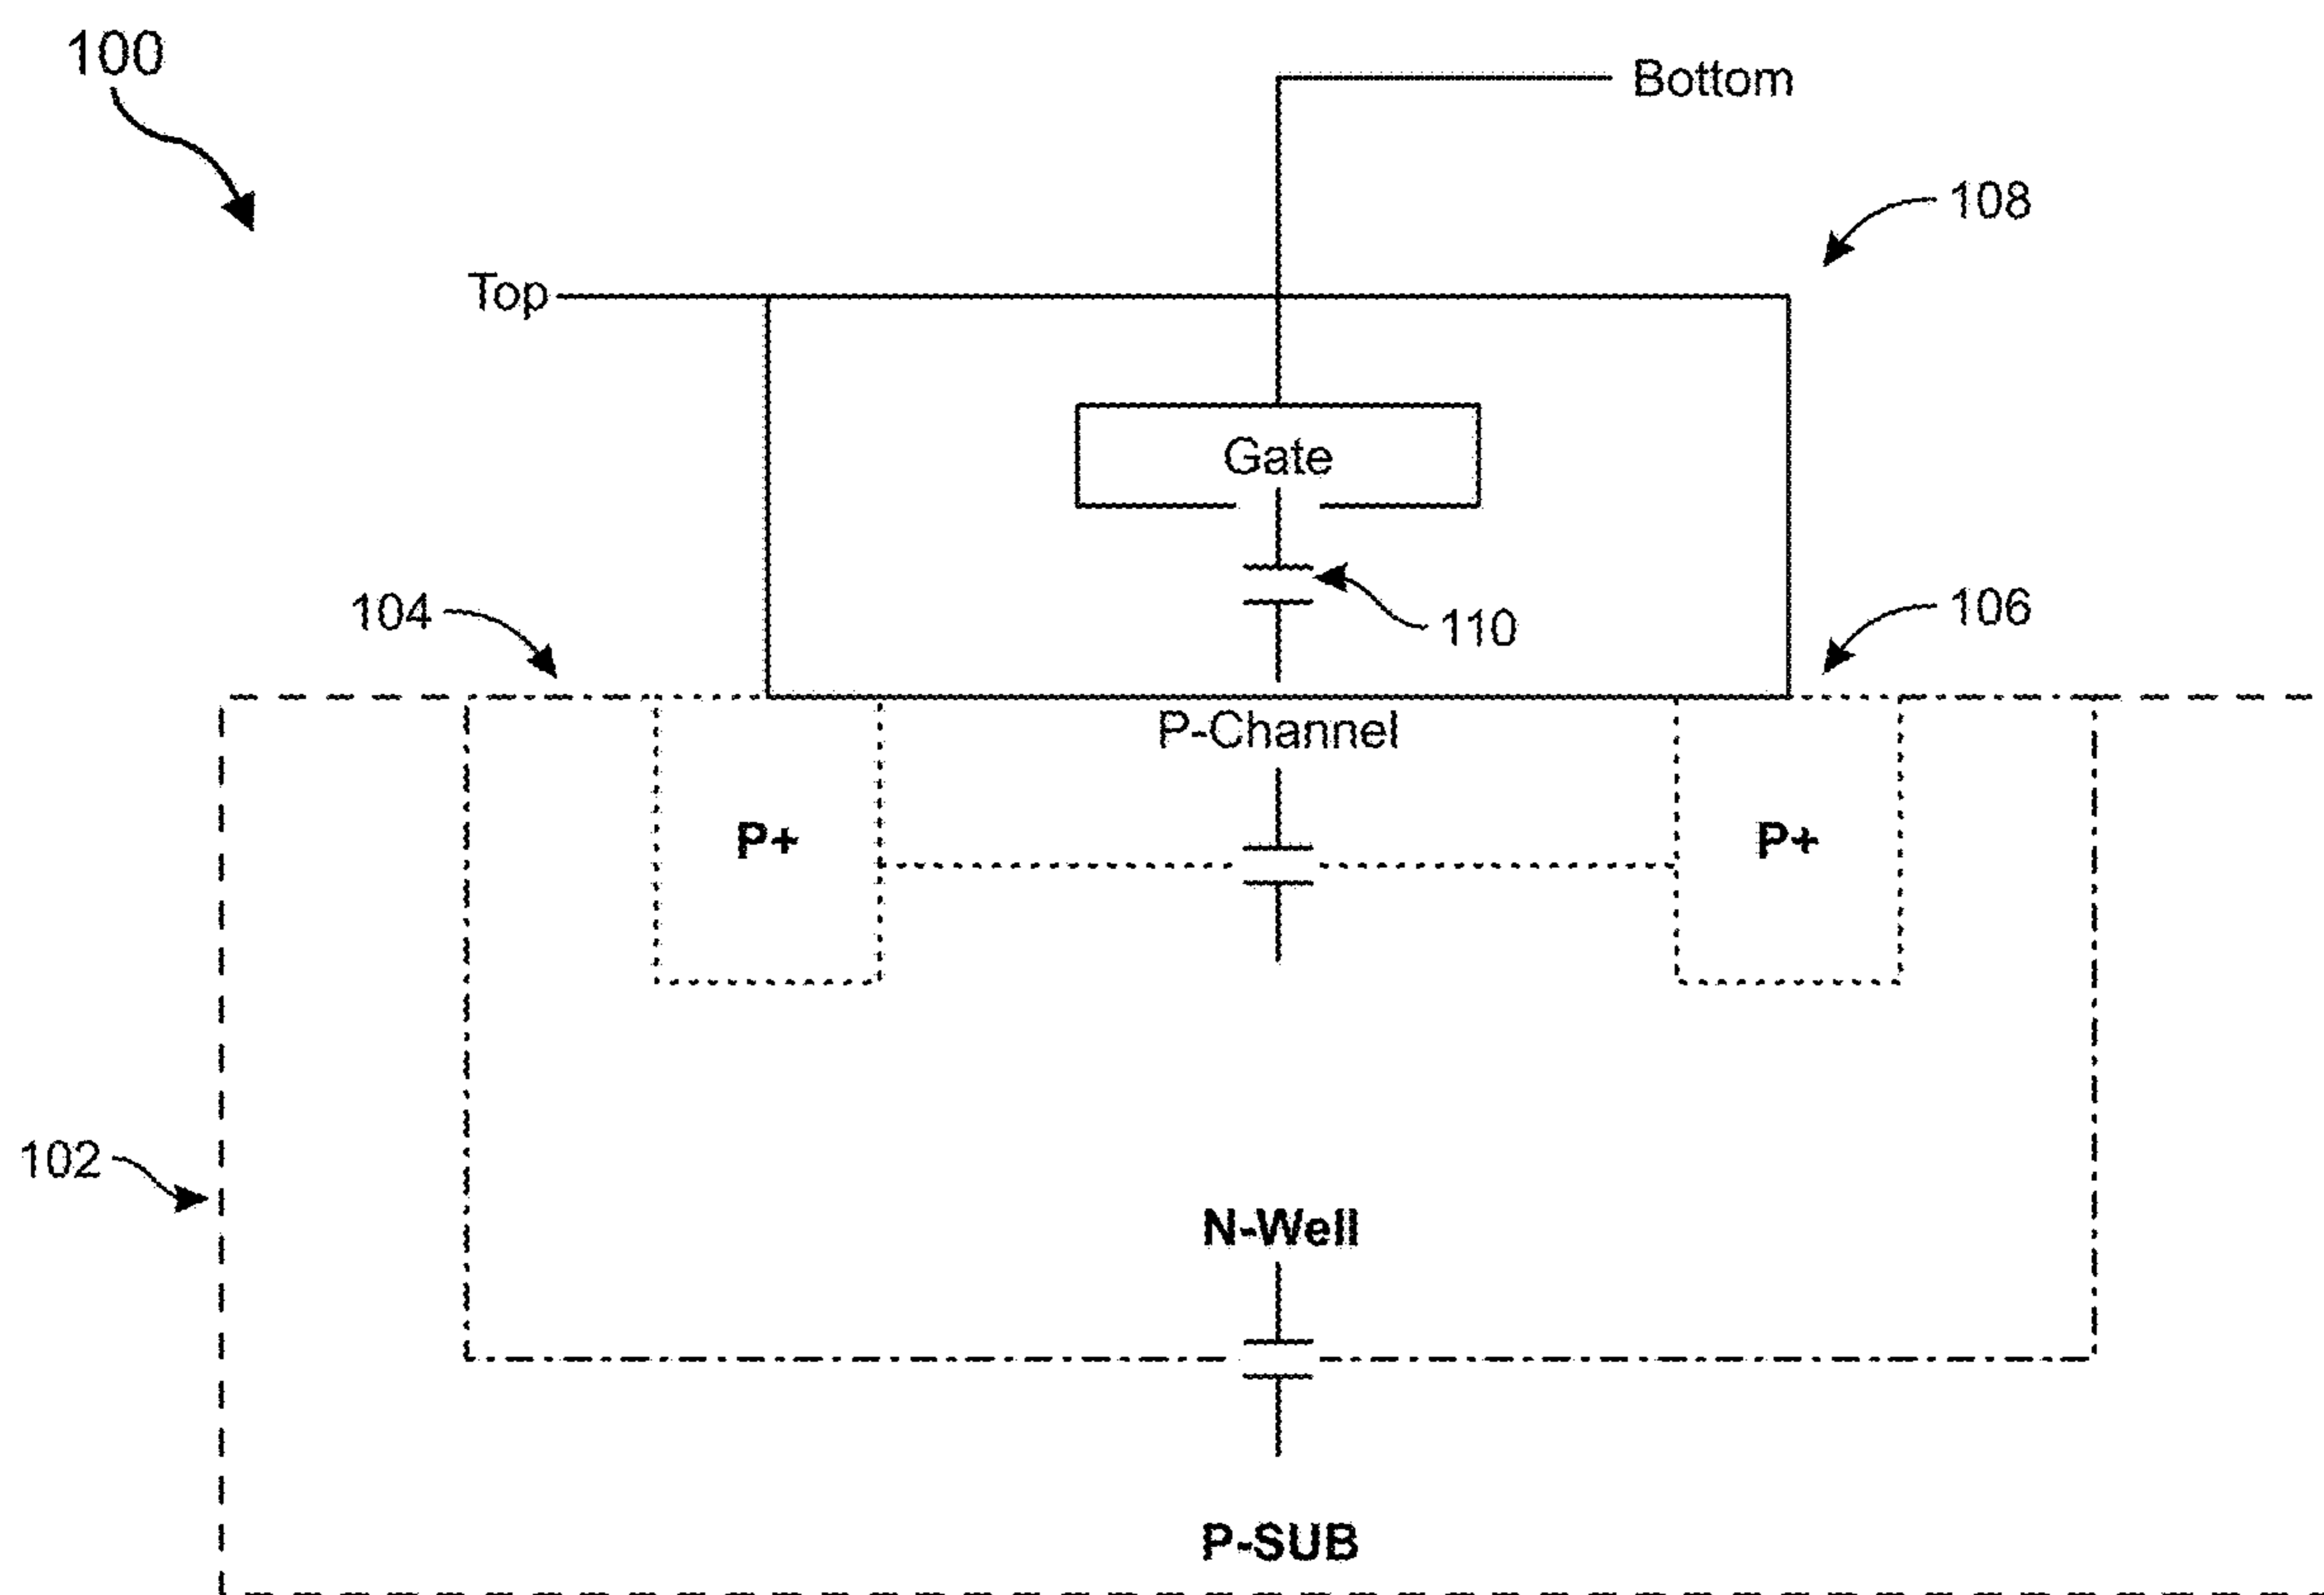 100
Bottom
108
Top
Gate
104
110
106
P-Channel
P+
P+
102
N-Well
P-SUB